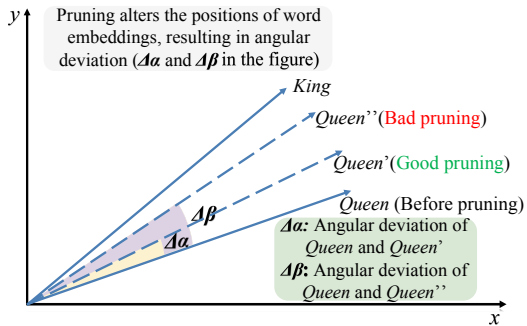 y
Pruning alters the positions of word
embeddings, resulting in angular
deviation (Δα and Δβ in the figure)
King
Queen’’(Bad pruning)
Queen’(Good pruning)
Queen (Before pruning)
Δβ
Δα
Δα: Angular deviation of
Queen and Queen’
Δβ: Angular deviation of
Queen and Queen’’
x